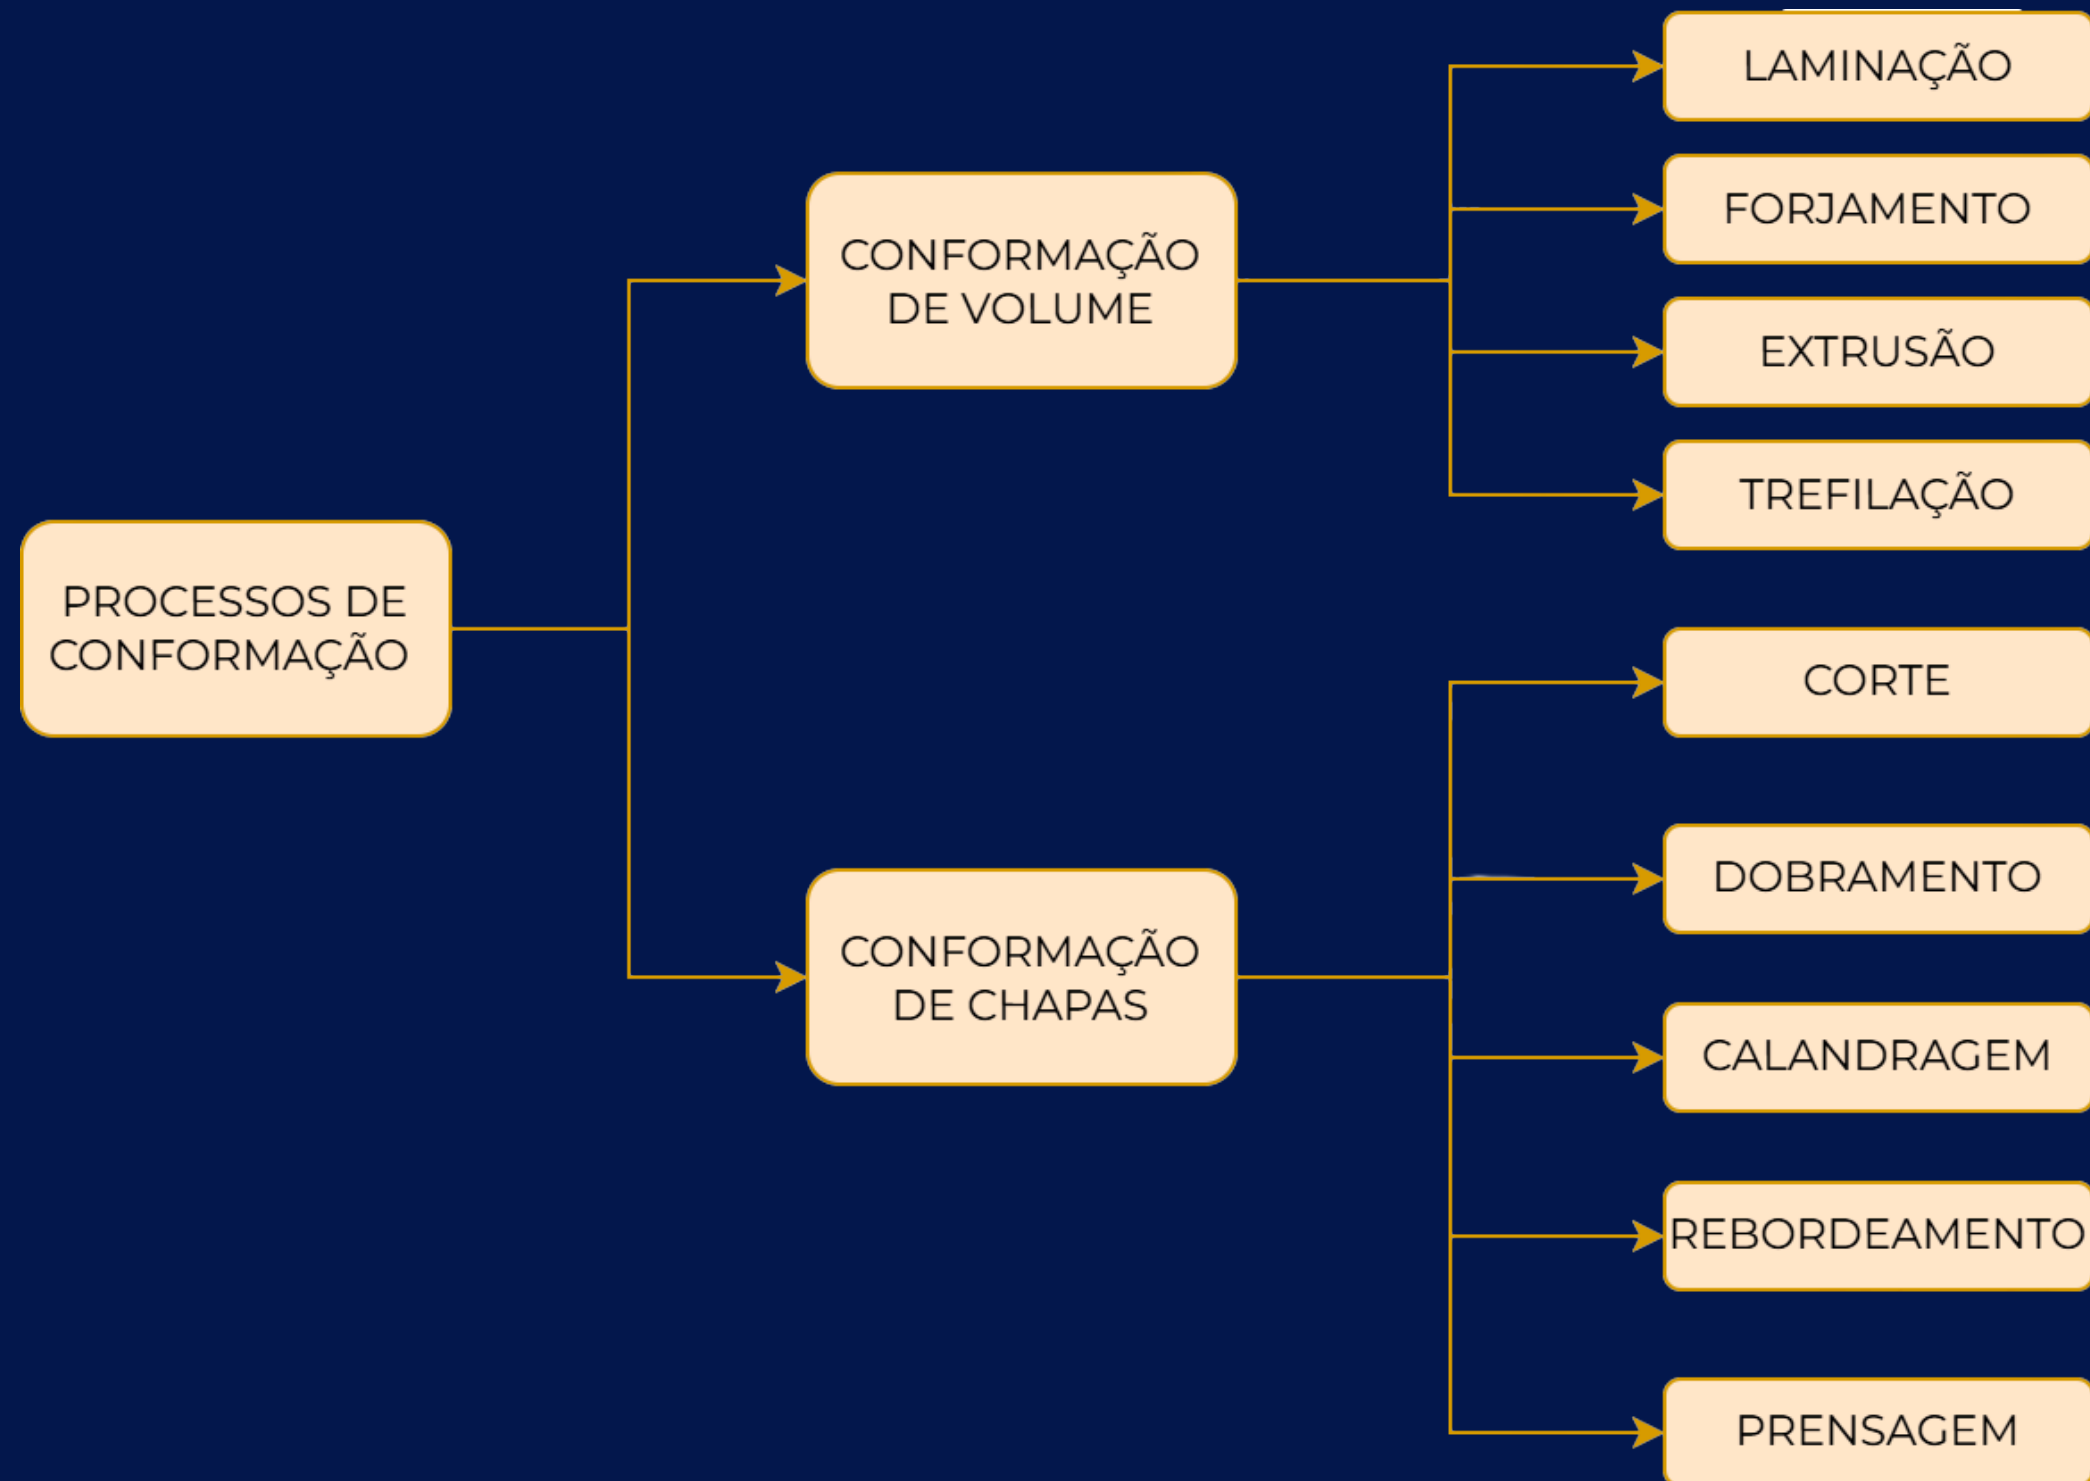 LAMINAÇÃO
FORJAMENTO
EXTRUSÃO
TREFILAÇÃO
CONFORMAÇÃO
DE VOLUME
PROCESSOS DE
CONFORMAÇÃO
CONFORMAÇÃO
DE CHAPAS
CORTE
DOBRAMENTO
CALANDRAGEM
REBORDEAMENTO
PRENSAGEM